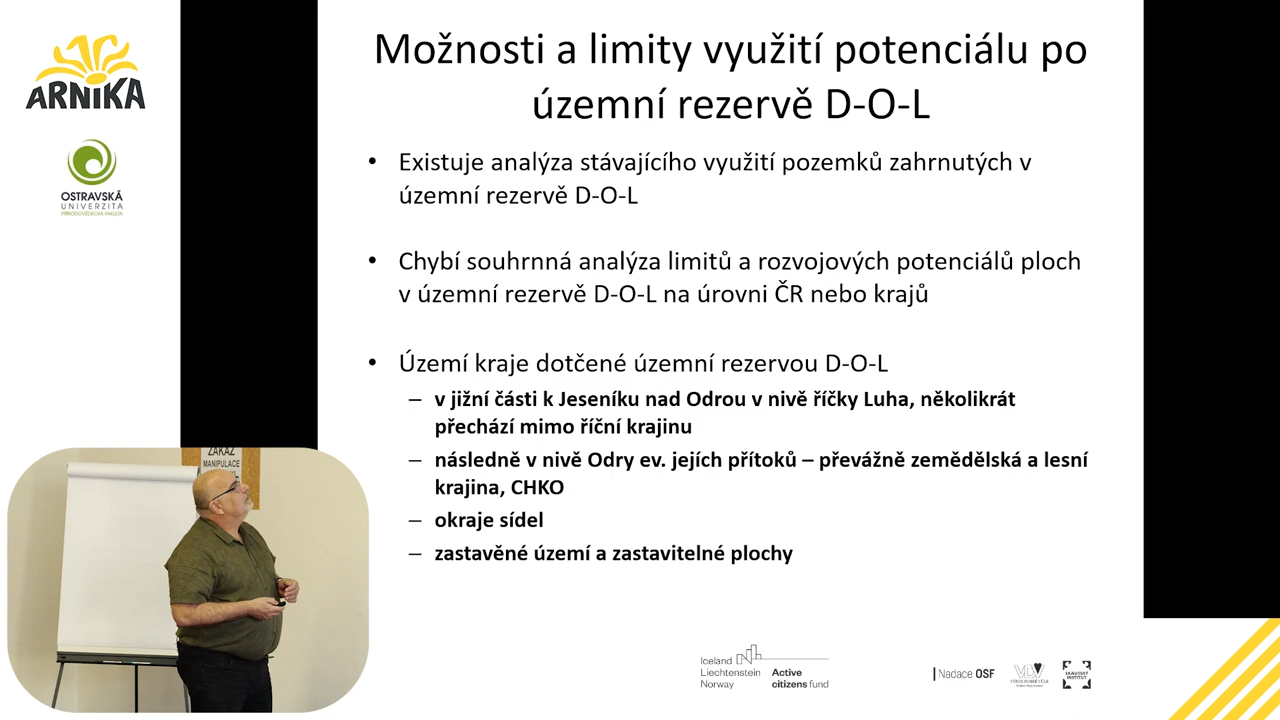 ARNIKA
OSTRAVSKÁ
UNIVERZITA
PŘÍRODOVĚDECKÁ FAKULTA
Možnosti a limity využití potenciálu po
územní rezervě D-O-L
• Existuje analýza stávajícího využití pozemků zahrnutých v
územní rezervě D-O-L
• Chybí souhrnná analýza limitů a rozvojových potenciálů ploch
v územní rezervě D-O-L na úrovni ČR nebo krajů
• Území kraje dotčené územní rezervou D-O-L
– v jižní části k Jeseníku nad Odrou v nivě říčky Luha, několikrát
přechází mimo říční krajinu
– následně v nivě Odry ev. jejích přítoků – převážně zemědělská a lesní
krajina, CHKO
– okraje sídel
– zastavěné území a zastavitelné plochy
ZÁKAZ
MANIPULACE
Iceland
Liechtenstein
Norway
Active
citizens fund
Nadace OSF
VDV
SKAUTSKÝ
INSTITUT